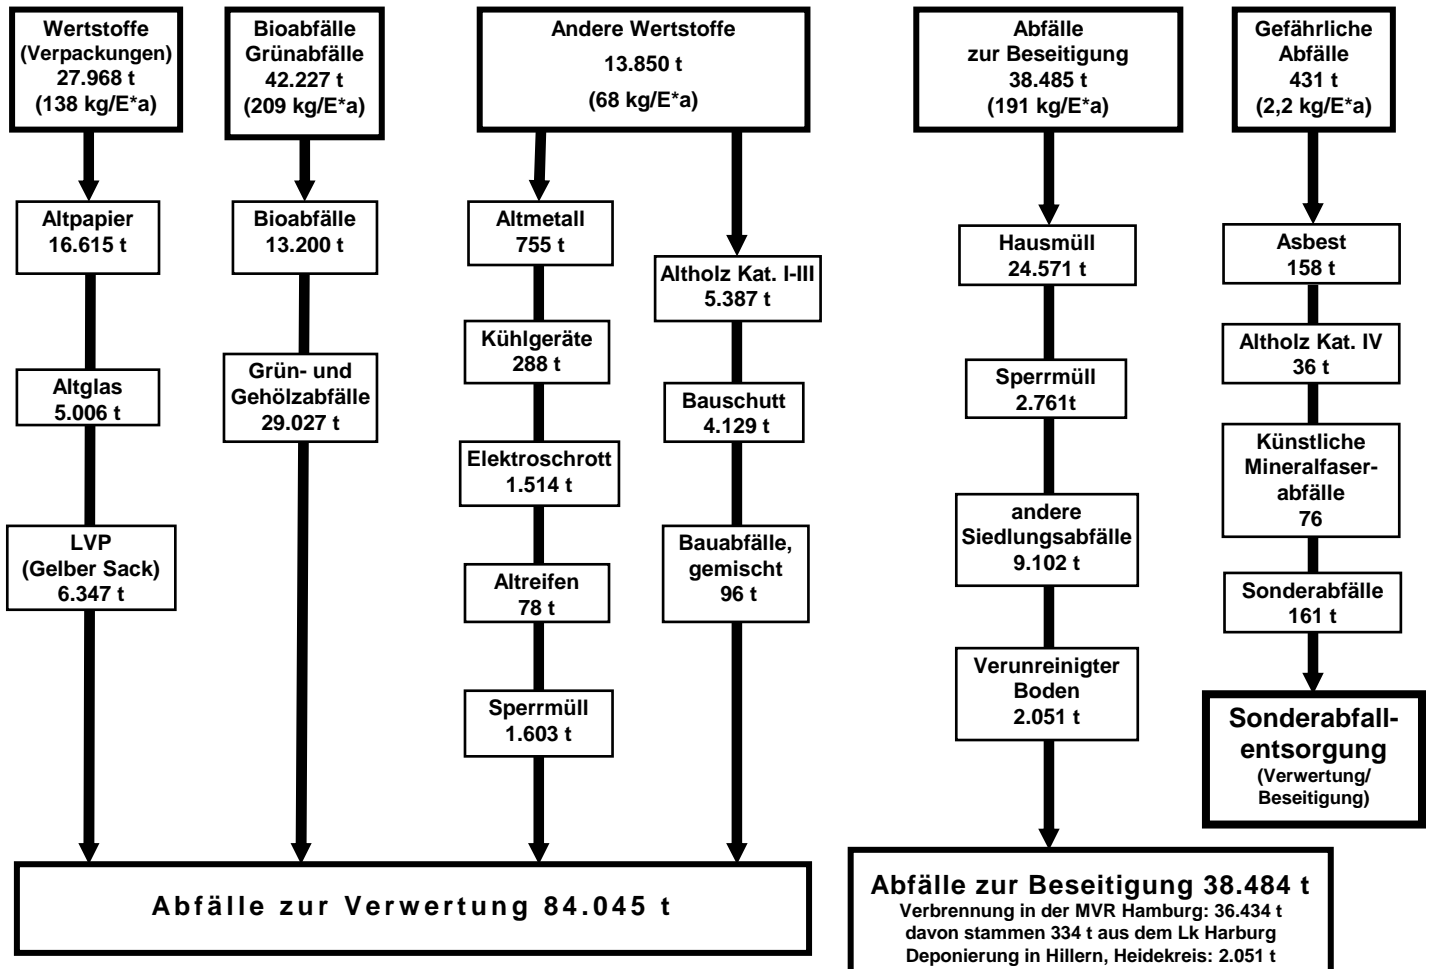 Wertstoffe
(Verpackungen)
27.968 t
(138 kg/E*a)
Bioabfälle
Grünabfälle
42.227 t
(209 kg/E*a)
Andere Wertstoffe
13.850 t
(68 kg/E*a)
Abfälle
zur Beseitigung
38.485 t
(191 kg/E*a)
Gefährliche
Abfälle
431 t
(2,2 kg/E*a)
Altpapier
16.615 t
Altglas
5.006 t
LVP
(Gelber Sack)
6.347 t
Bioabfälle
13.200 t
Grün- und
Gehölzabfälle
29.027 t
Altmetall
755 t
Kühlgeräte
288 t
Elektroschrott
1.514 t
Altreifen
78 t
Sperrmüll
1.603 t
Altholz Kat. I-III
5.387 t
Bauschutt
4.129 t
Bauabfälle,
gemischt
96 t
Hausmüll
24.571 t
Sperrmüll
2.761t
andere
Siedlungsabfälle
9.102 t
Verunreinigter
Boden
2.051 t
Asbest
158 t
Altholz Kat. IV
36 t
Künstliche
Mineralfaser-
abfälle
76
Sonderabfälle
161 t
Sonderabfall-
entsorgung
(Verwertung/
Beseitigung)
Abfälle zur Verwertung 84.045 t
Abfälle zur Beseitigung 38.484 t
Verbrennung in der MVR Hamburg: 36.434 t
davon stammen 334 t aus dem Lk Harburg
Deponierung in Hillern, Heidekreis: 2.051 t